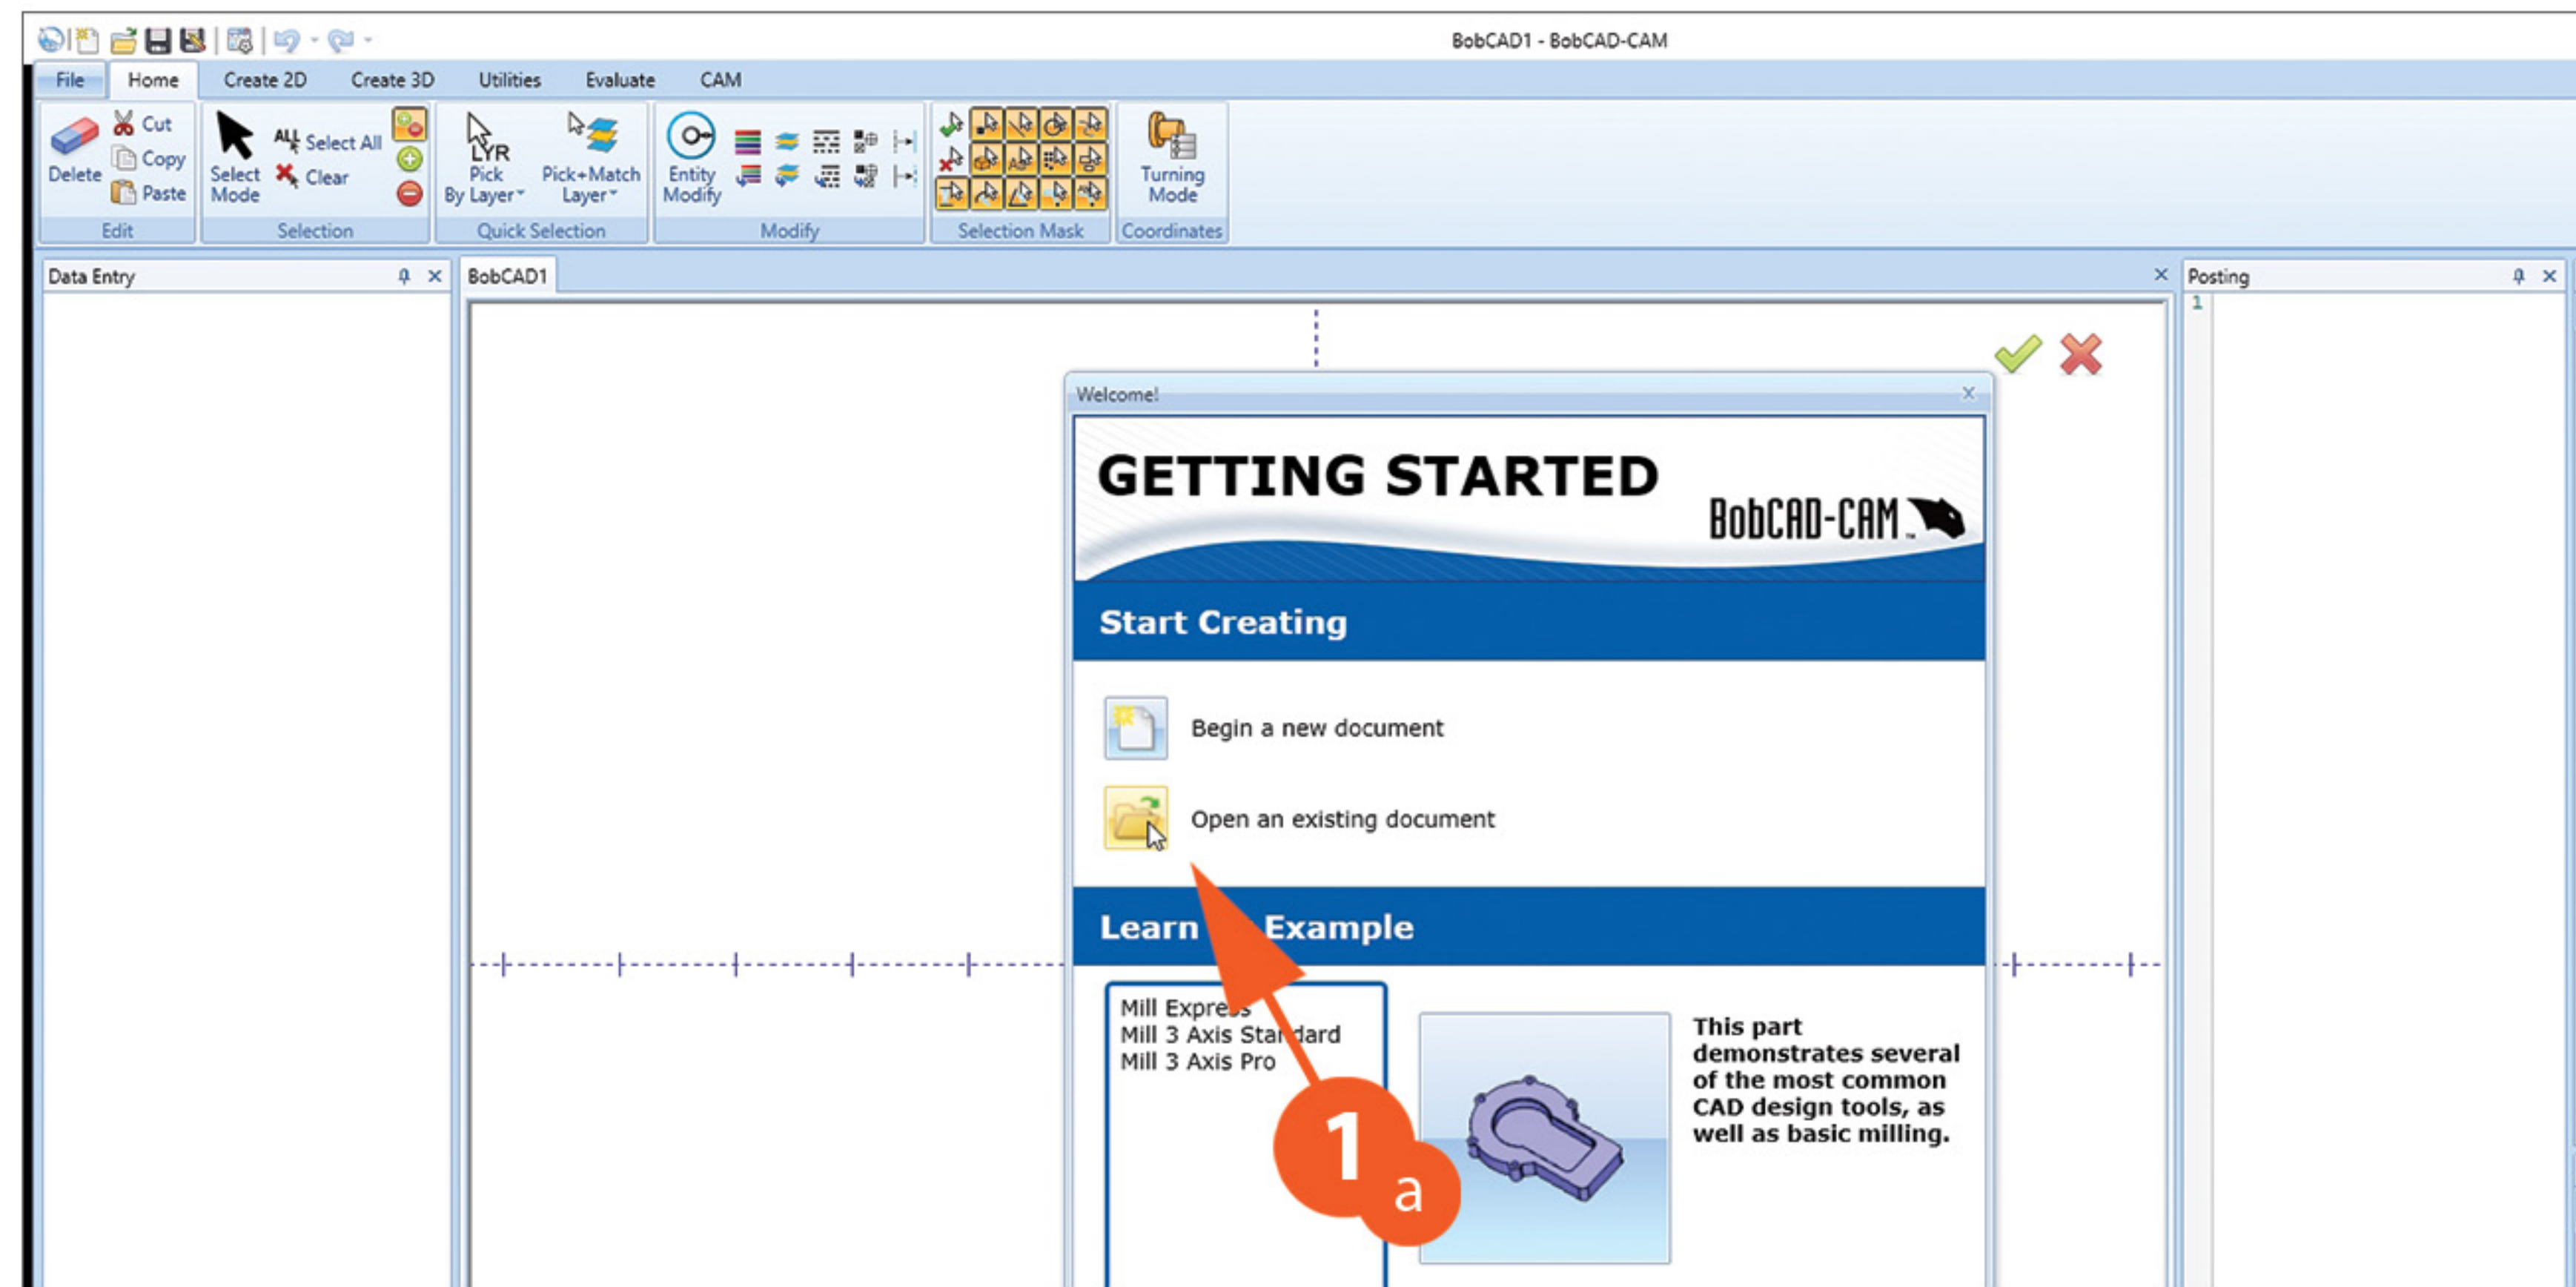 BobCAD1 - BobCAD-CAM
File Home Create 2D Create 3D Utilities Evaluate CAM
Delete
Cut
Copy
Paste
Edit
Select
Mode
ALL Select All
Clear
Selection
LYR
Pick
By Layer
Pick+Match
Layer
Quick Selection
Entity
Modify
Modify
Selection Mask
Turning
Mode
Coordinates
Data Entry
BobCAD1
Posting
1
Welcome!
GETTING STARTED
BobCAD-CAM
Start Creating
Begin a new document
Open an existing document
Learn Example
Mill Express
Mill 3 Axis Standard
Mill 3 Axis Pro
This part
demonstrates several
of the most common
CAD design tools, as
well as basic milling.
1
a